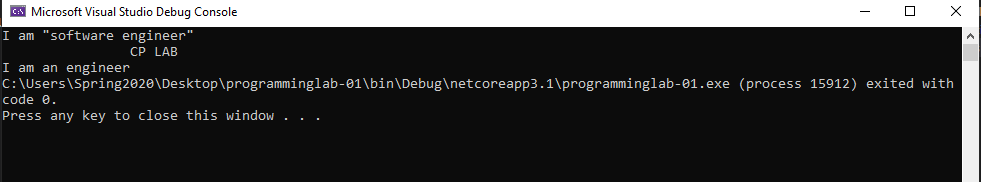 Microsoft Visual Studio Debug Console
I am "software engineer"
                CP LAB
I am an engineer
C:\Users\Spring2020\Desktop\programminglab-01\bin\Debug\netcoreapp3.1\programminglab-01.exe (process 15912) exited with
code 0.
Press any key to close this window . . .